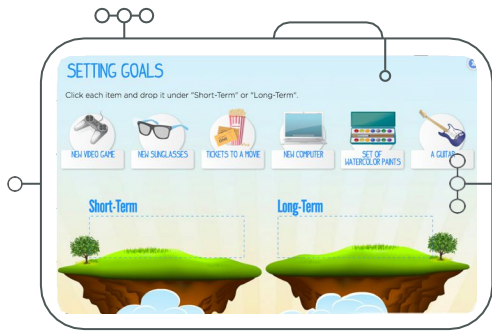 SETTING GOALS
Click each item and drop it under "Short-Term" or "Long-Term".
NEW VIDEO GAME
NEW SUNGLASSES
TICKETS TO A MOVIE
NEW COMPUTER
SET OF
WATERCOLOR PAINTS
A GUITAR
Short-Term
Long-Term